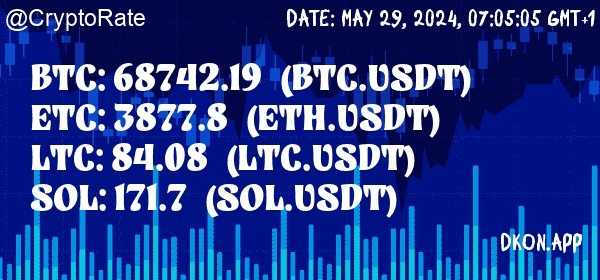 @CryptoRate
DATE: MAY 29, 2024, 07:05:05 GMT+1
BTC: 68742.19 (BTC.USDT)
ETC: 3877.8 (ETH.USDT)
LTC: 84.08 (LTC.USDT)
SOL: 171.7 (SOL.USDT)
DKON.APP